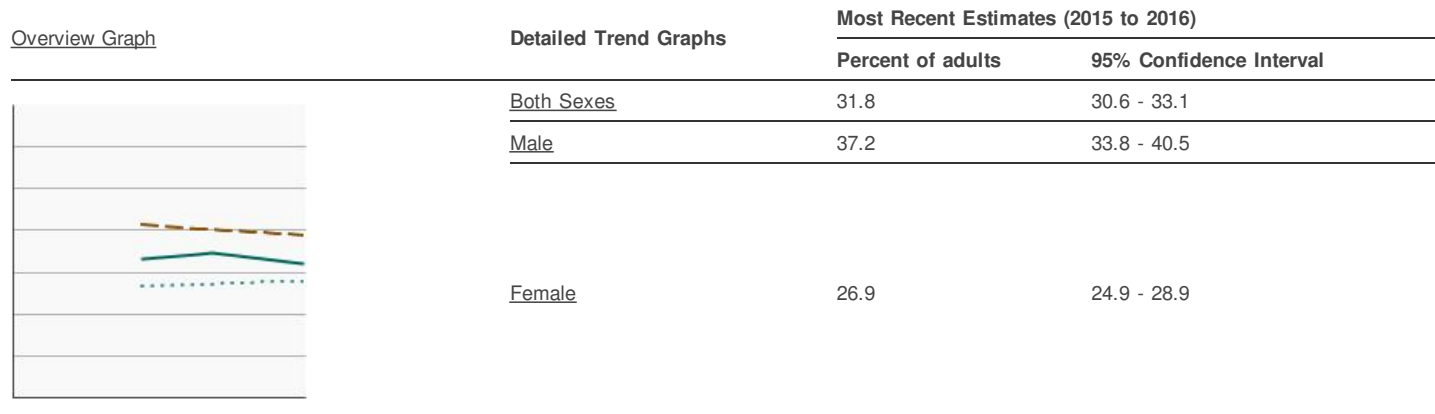 Overview Graph Detailed Trend Graphs Most Recent Estimates (2015 to 2016)
Percent of adults 95% Confidence Interval
Both Sexes 31.8 30.6 - 33.1
Male 37.2 33.8 - 40.5
Female 26.9 24.9 - 28.9